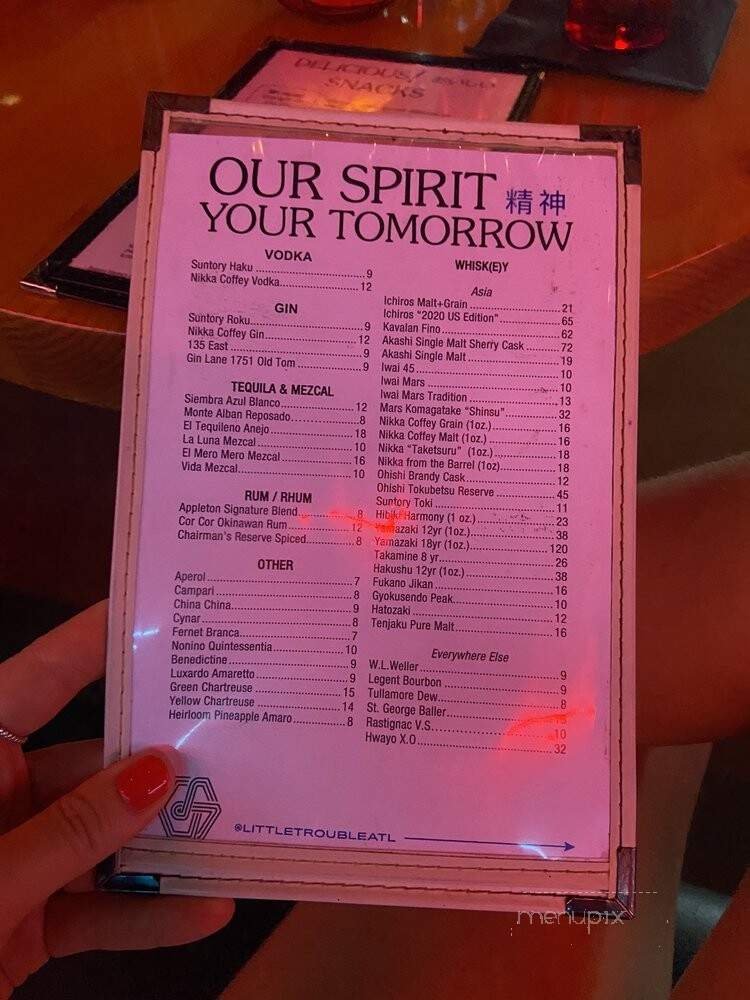 DELICIOUS/
SNACKS
OUR SPIRIT 精神
YOUR TOMORROW
VODKA
Suntory Haku 9
Nikka Coffey Vodka 12
GIN
Suntory Roku 9
Nikka Coffey Gin 12
135 East 9
Gin Lane 1751 Old Tom 9
TEQUILA & MEZCAL
Siembra Azul Blanco 12
Monte Alban Reposado 8
El Tequileno Anejo 18
La Luna Mezcal 10
El Mero Mero Mezcal 16
Vida Mezcal 10
RUM / RHUM
Appleton Signature Blend 8
Cor Cor Okinawan Rum 12
Chairman's Reserve Spiced 8
OTHER
Aperol 7
Campari 8
China China 9
Cynar 8
Fernet Branca 7
Nonino Quintessentia 10
Benedictine 9
Luxardo Amaretto 9
Green Chartreuse 15
Yellow Chartreuse 14
Heirloom Pineapple Amaro 8
WHISK(E)Y
Asia
Ichiros Malt+Grain 21
Ichiros "2020 US Edition" 65
Kavalan Fino 62
Akashi Single Malt Sherry Cask 72
Akashi Single Malt 19
Iwai 45 10
Iwai Mars 10
Iwai Mars Tradition 13
Mars Komagatake "Shinsu" 32
Nikka Coffey Grain (1oz.) 16
Nikka Coffey Malt (1oz.) 16
Nikka "Taketsuru" (1oz.) 18
Nikka from the Barrel (1oz) 18
Ohishi Brandy Cask 12
Ohishi Tokubetsu Reserve 45
Suntory Toki 11
Hibiki Harmony (1 oz.) 23
Yamazaki 12yr (1oz.) 38
Yamazaki 18yr (1oz.) 120
Takamine 8 yr. 26
Hakushu 12yr (1oz.) 38
Fukano Jikan 16
Gyokusendo Peak 10
Hatozaki 12
Tenjaku Pure Malt 16
Everywhere Else
W.L.Weller 9
Legent Bourbon 9
Tullamore Dew 8
St. George Baller
Rastignac V.S. 10
Hwayo X.O 32
@LITTLETROUBLEATL
menupix